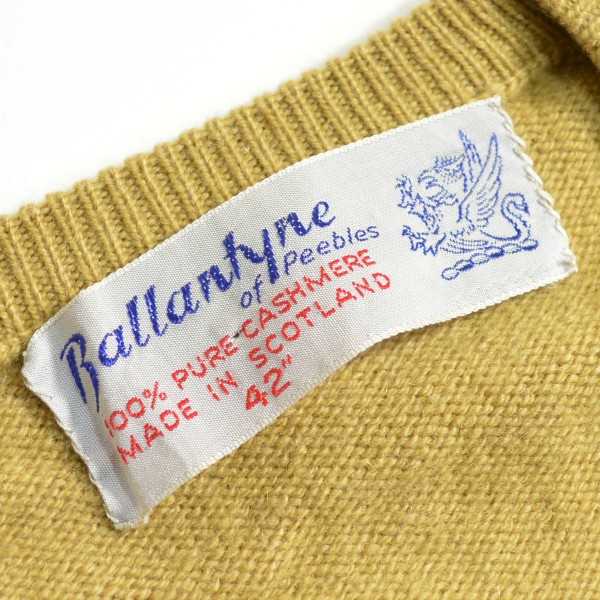 Ballantyne
of Peebles
100% PURE-CASHMERE
MADE IN SCOTLAND
42"